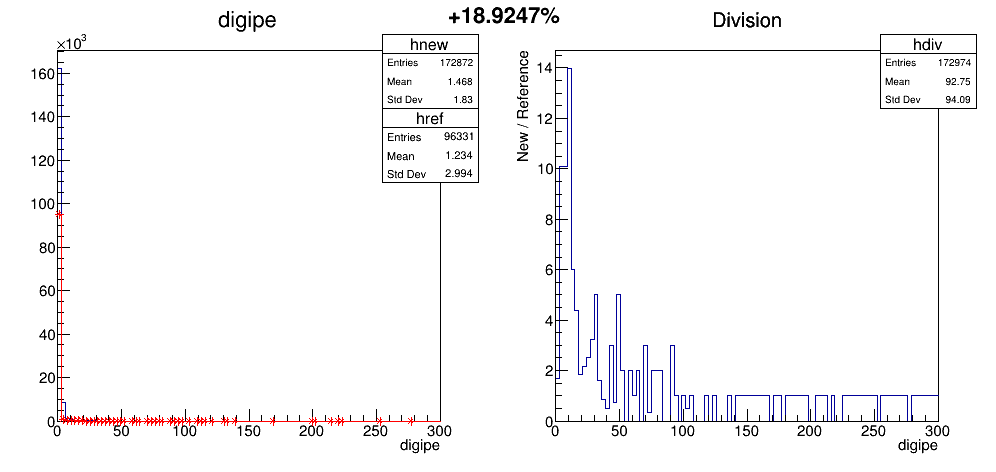 digipe
+18.9247%
Division
×10³
hnew
Entries 172872
Mean 1.468
Std Dev 1.83
href
Entries 96331
Mean 1.234
Std Dev 2.994
160
140
120
100
80
60
40
20
0
0 50 100 150 200 250 300
digipe
hdiv
Entries 172974
Mean 92.75
Std Dev 94.09
New / Reference
14
12
10
8
6
4
2
0
0 50 100 150 200 250 300
digipe